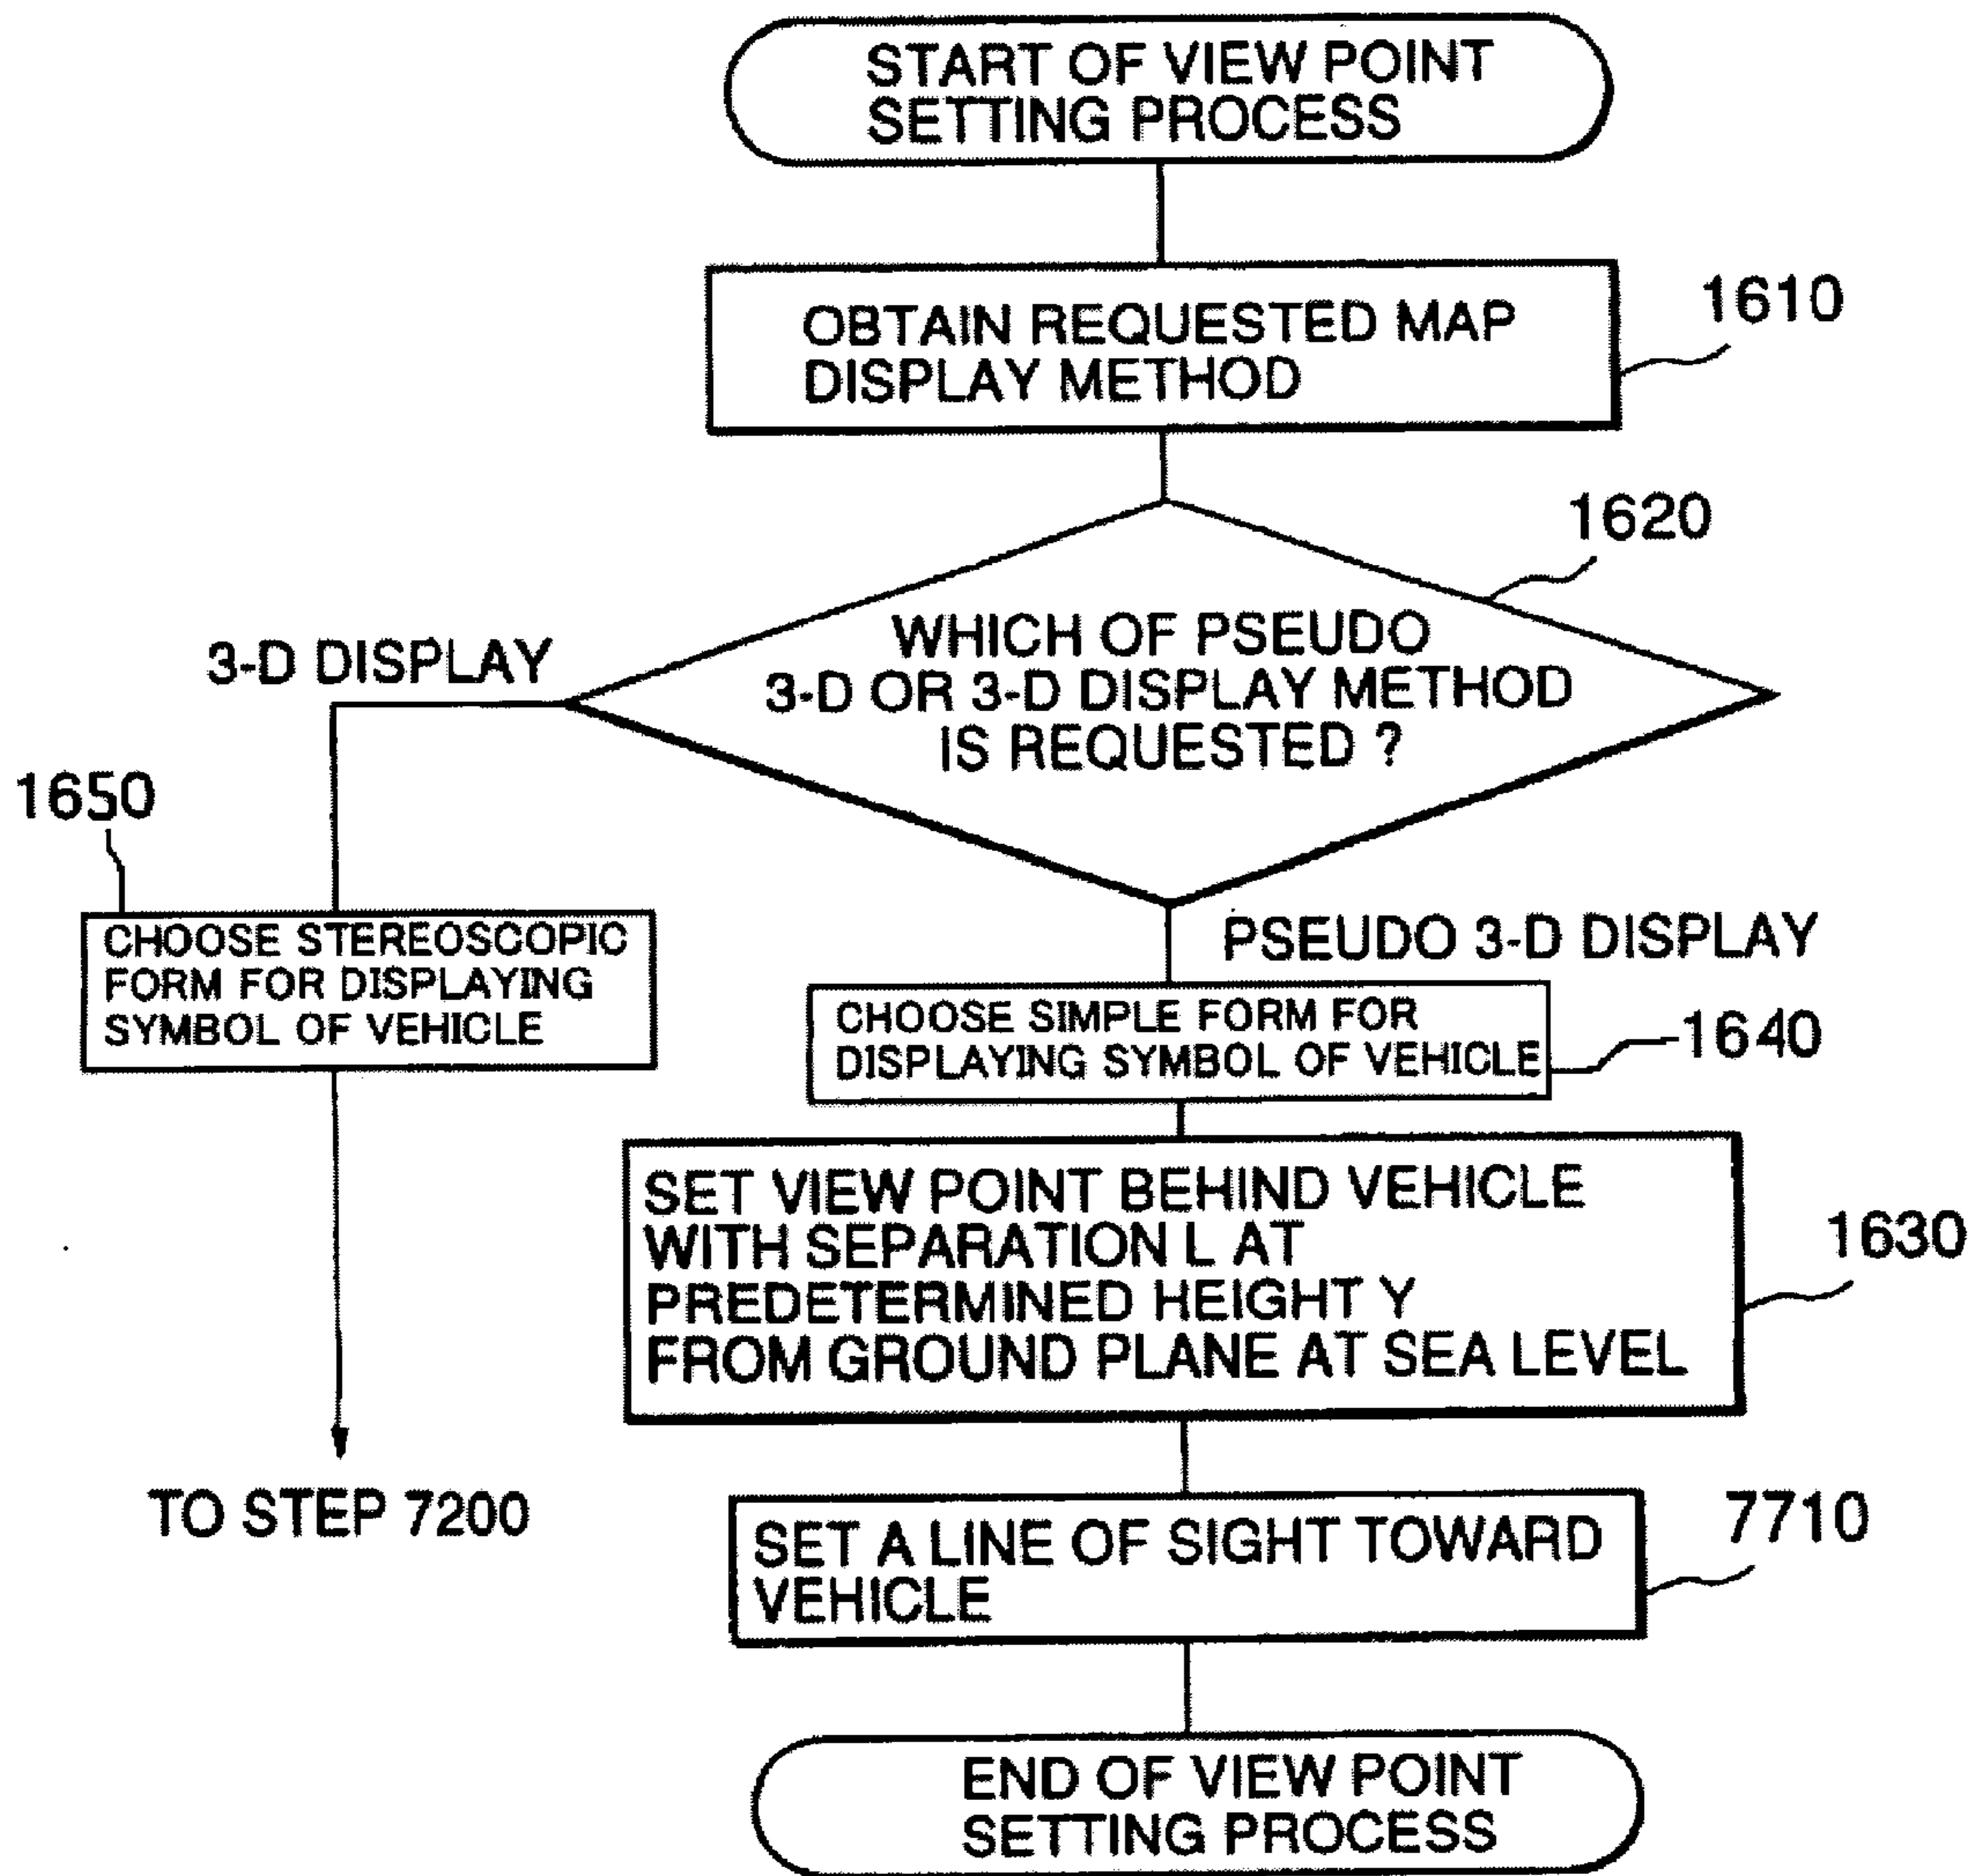 START OF VIEW POINT
SETTING PROCESS
OBTAIN REQUESTED MAP
DISPLAY METHOD
1610
1620
WHICH OF PSEUDO
3-D OR 3-D DISPLAY METHOD
IS REQUESTED ?
3-D DISPLAY
1650
CHOOSE STEREOSCOPIC
FORM FOR DISPLAYING
SYMBOL OF VEHICLE
TO STEP 7200
PSEUDO 3-D DISPLAY
CHOOSE SIMPLE FORM FOR
DISPLAYING SYMBOL OF VEHICLE
1640
SET VIEW POINT BEHIND VEHICLE
WITH SEPARATION L AT
PREDETERMINED HEIGHT Y
FROM GROUND PLANE AT SEA LEVEL
1630
SET A LINE OF SIGHT TOWARD
VEHICLE
7710
END OF VIEW POINT
SETTING PROCESS